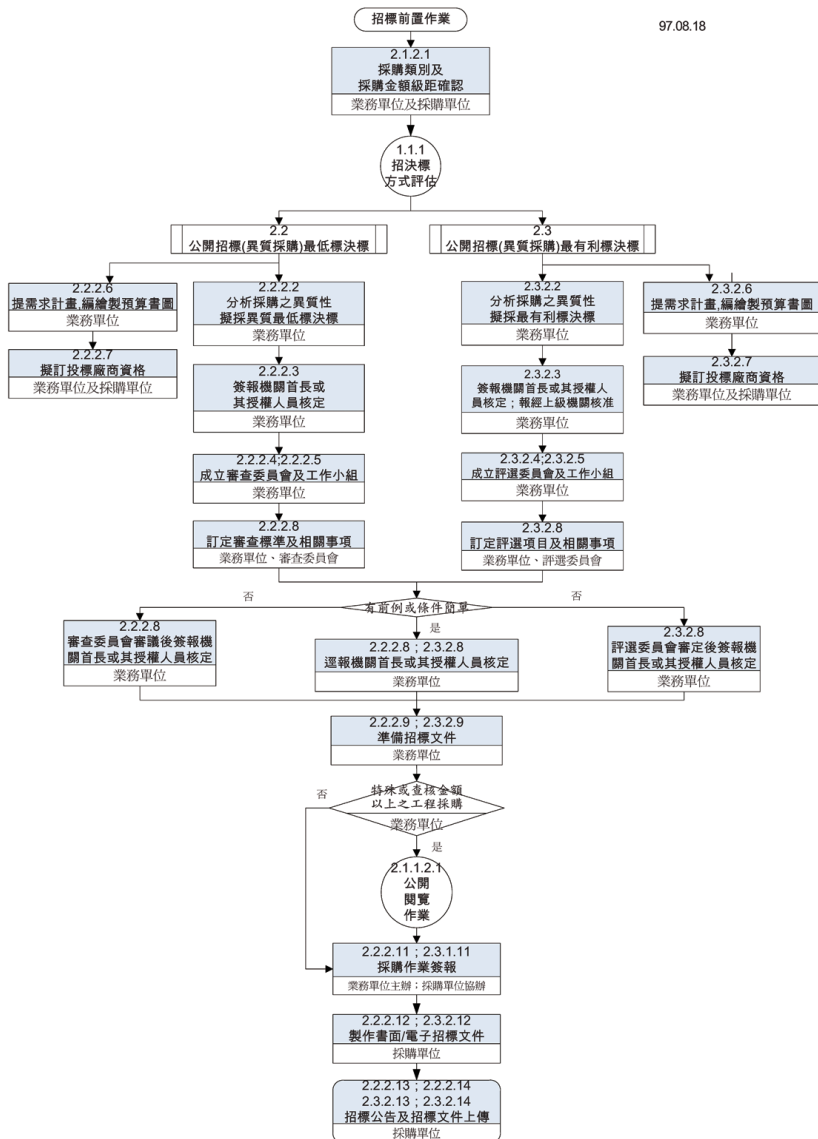 招標前置作業
97.08.18
2.1.2.1
採購類別及
採購金額級距確認
業務單位及採購單位
1.1.1
招決標
方式評估
2.2
公開招標(異質採購)最低標決標
2.3
公開招標(異質採購)最有利標決標
2.2.2.6
提需求計畫,編繪製預算書圖
業務單位
2.2.2.7
擬訂投標廠商資格
業務單位及採購單位
2.2.2.2
分析採購之異質性
擬採異質最低標決標
業務單位
2.2.2.3
簽報機關首長或
其授權人員核定
業務單位
2.2.2.4;2.2.2.5
成立審查委員會及工作小組
業務單位
2.2.2.8
訂定審查標準及相關事項
業務單位、審查委員會
2.3.2.2
分析採購之異質性
擬採最有利標決標
業務單位
2.3.2.3
簽報機關首長或其授權人
員核定；報經上級機關核准
業務單位
2.3.2.4;2.3.2.5
成立評選委員會及工作小組
業務單位
2.3.2.8
訂定評選項目及相關事項
業務單位、評選委員會
2.3.2.6
提需求計畫,編繪製預算書圖
業務單位
2.3.2.7
擬訂投標廠商資格
業務單位及採購單位
有前例或條件簡單
否
否
是
2.2.2.8
審查委員會審議後簽報機
關首長或其授權人員核定
業務單位
2.2.2.8；2.3.2.8
逕報機關首長或其授權人員核定
業務單位
2.3.2.8
評選委員會審定後簽報機
關首長或其授權人員核定
業務單位
2.2.2.9；2.3.2.9
準備招標文件
業務單位
特殊或查核金額
以上之工程採購
業務單位
否
是
2.1.1.2.1
公開
閱覽
作業
2.2.2.11；2.3.1.11
採購作業簽報
業務單位主辦；採購單位協辦
2.2.2.12；2.3.2.12
製作書面/電子招標文件
採購單位
2.2.2.13；2.2.2.14
2.3.2.13；2.3.2.14
招標公告及招標文件上傳
採購單位